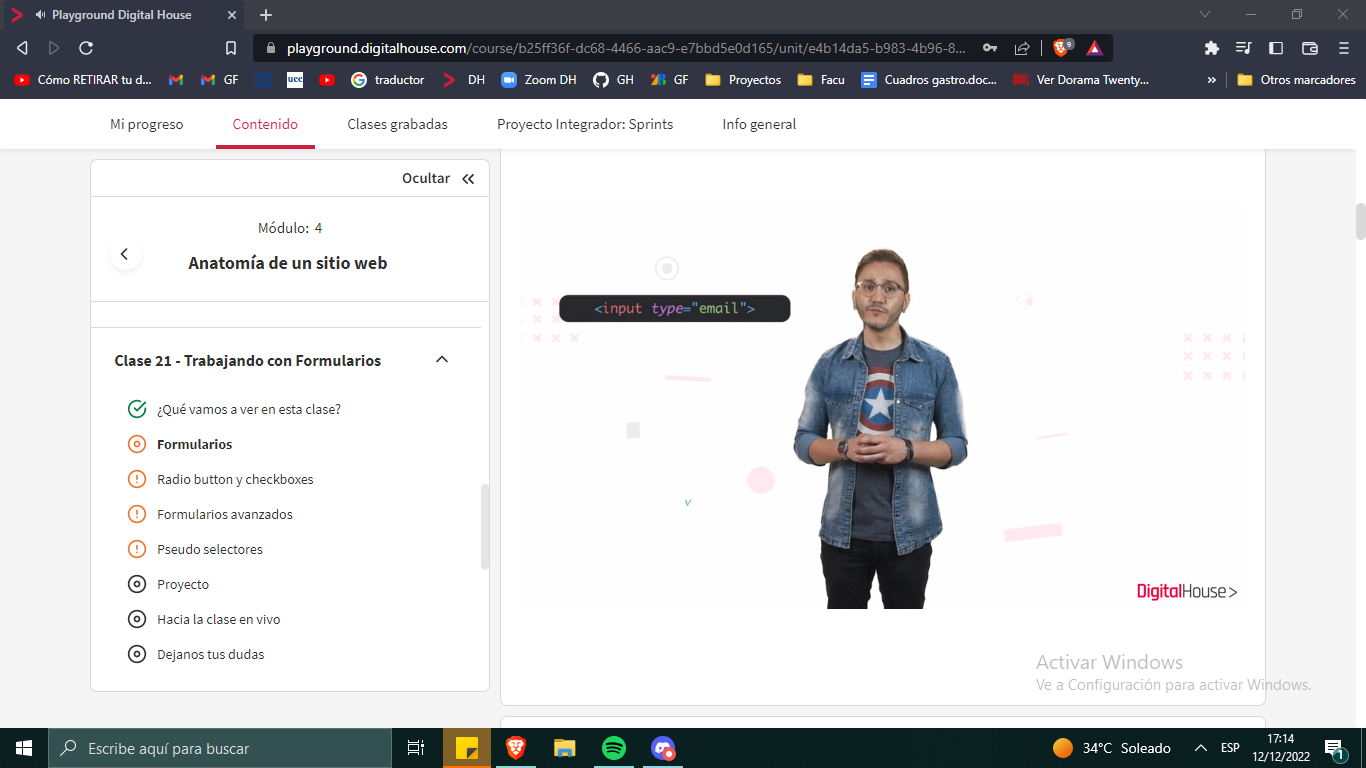 Playground Digital House
playground.digitalhouse.com/course/b25ff36f-dc68-4466-aac9-e7bbd5e0d165/unit/e4b14da5-b983-4b96-8...
9
Cómo RETIRAR tu d...
GF
ucc
traductor
DH
Zoom DH
GH
GF
Proyectos
Facu
Cuadros gastro.doc...
Ver Dorama Twenty...
»
Otros marcadores
Mi progreso
Contenido
Clases grabadas
Proyecto Integrador: Sprints
Info general
Ocultar
Módulo: 4
Anatomía de un sitio web
Clase 21 - Trabajando con Formularios
¿Qué vamos a ver en esta clase?
Formularios
Radio button y checkboxes
Formularios avanzados
Pseudo selectores
Proyecto
Hacia la clase en vivo
Dejanos tus dudas
<input type="email">
v
DigitalHouse>
Activar Windows
Ve a Configuración para activar Windows.
Escribe aquí para buscar
34°C Soleado
ESP
17:14
12/12/2022
1